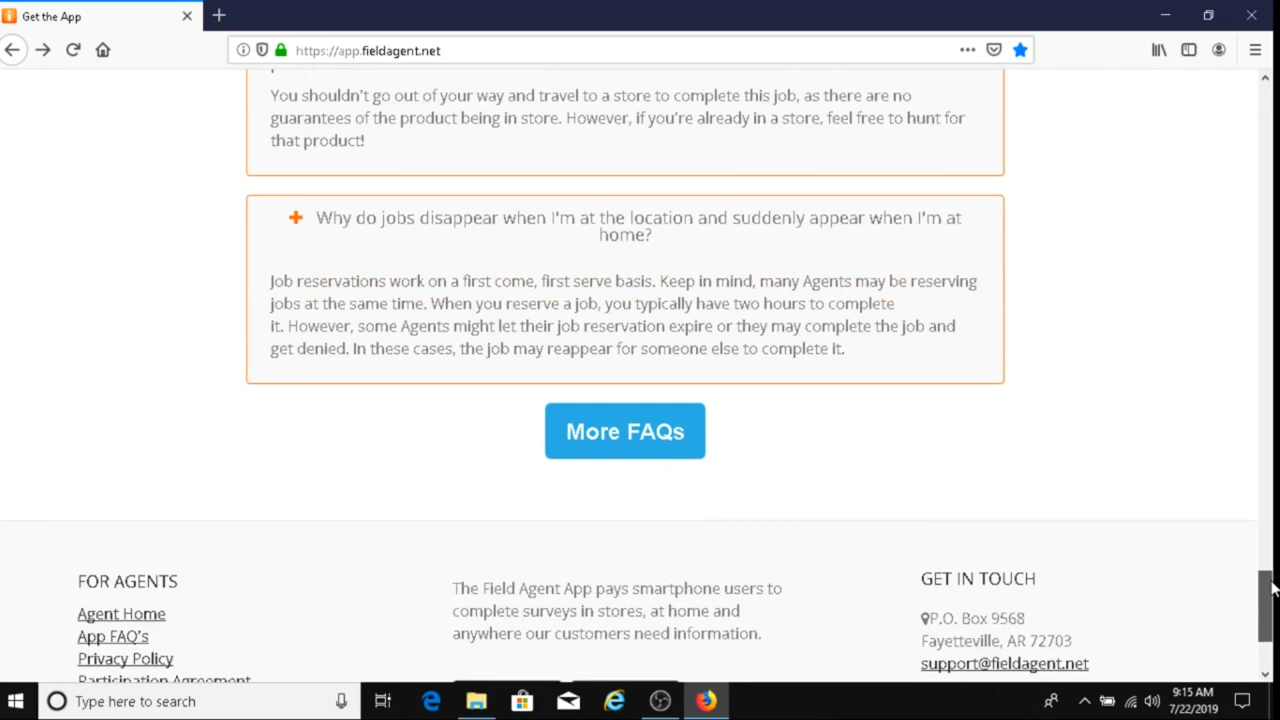 Get the App
https://app.fieldagent.net
You shouldn't go out of your way and travel to a store to complete this job, as there are no
guarantees of the product being in store. However, if you're already in a store, feel free to hunt for
that product!
Why do jobs disappear when I'm at the location and suddenly appear when I'm at
home?
Job reservations work on a first come, first serve basis. Keep in mind, many Agents may be reserving
jobs at the same time. When you reserve a job, you typically have two hours to complete
it. However, some Agents might let their job reservation expire or they may complete the job and
get denied. In these cases, the job may reappear for someone else to complete it.
More FAQs
FOR AGENTS
Agent Home
App FAQ's
Privacy Policy
Participation Agreement
The Field Agent App pays smartphone users to
complete surveys in stores, at home and
anywhere our customers need information.
GET IN TOUCH
P.O. Box 9568
Fayetteville, AR 72703
support@fieldagent.net
Type here to search
9:15 AM
7/22/2019